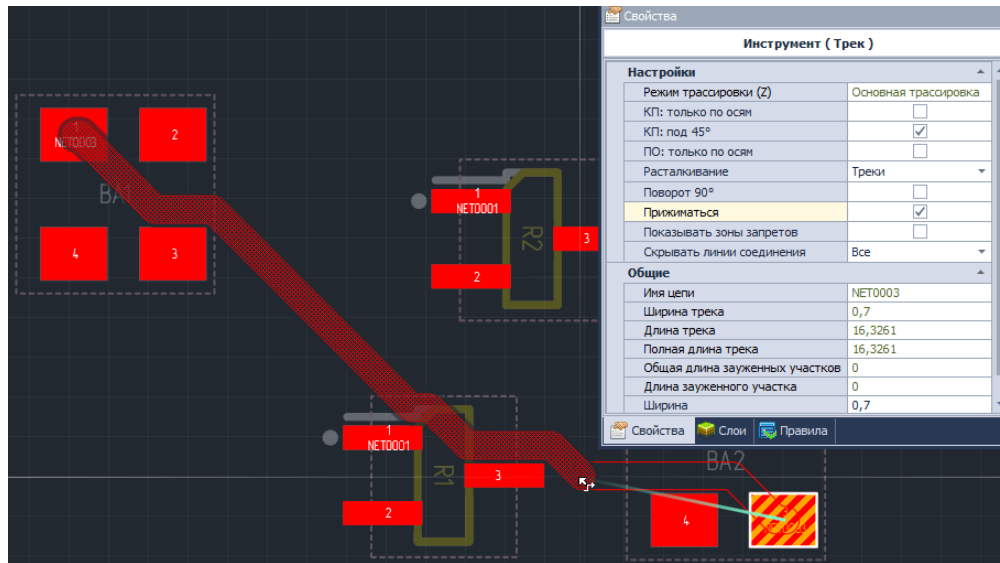 Свойства
Инструмент ( Трек )
Настройки
Режим трассировки (Z) Основная трассировка
КП: только по осям
КП: под 45°
ПО: только по осям
Расталкивание Треки
Поворот 90°
Прижиматься
Показывать зоны запретов
Скрывать линии соединения Все
Общие
Имя цепи NET0003
Ширина трека 0,7
Длина трека 16,3261
Полная длина трека 16,3261
Общая длина зауженных участков 0
Длина зауженного участка 0
Ширина 0,7
Свойства Слои Правила
1
NET0003
2
BA1
4
3
1
NET0001
R2
3
2
1
NET0001
R1
3
2
BA2
4